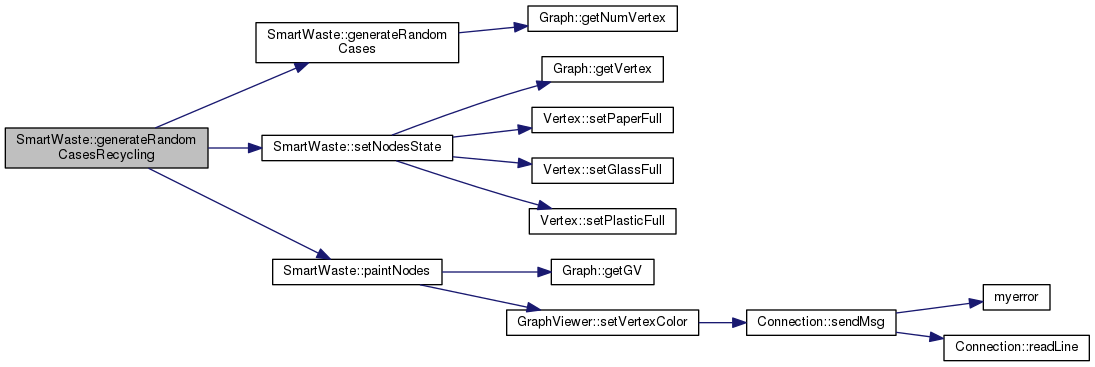 SmartWaste::generateRandom
CasesRecycling
SmartWaste::generateRandom
Cases
Graph::getNumVertex
SmartWaste::setNodesState
Graph::getVertex
Vertex::setPaperFull
Vertex::setGlassFull
Vertex::setPlasticFull
SmartWaste::paintNodes
Graph::getGV
GraphViewer::setVertexColor
Connection::sendMsg
myerror
Connection::readLine